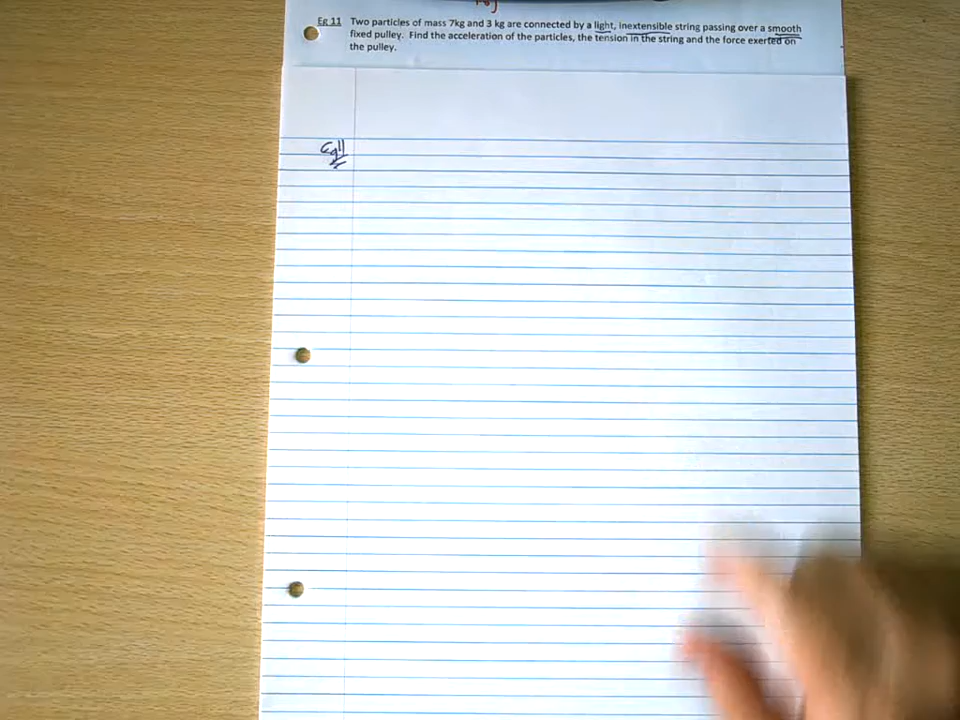 Eg 11 Two particles of mass 7kg and 3 kg are connected by a light, inextensible string passing over a smooth
fixed pulley. Find the acceleration of the particles, the tension in the string and the force exerted on
the pulley.
Eg11